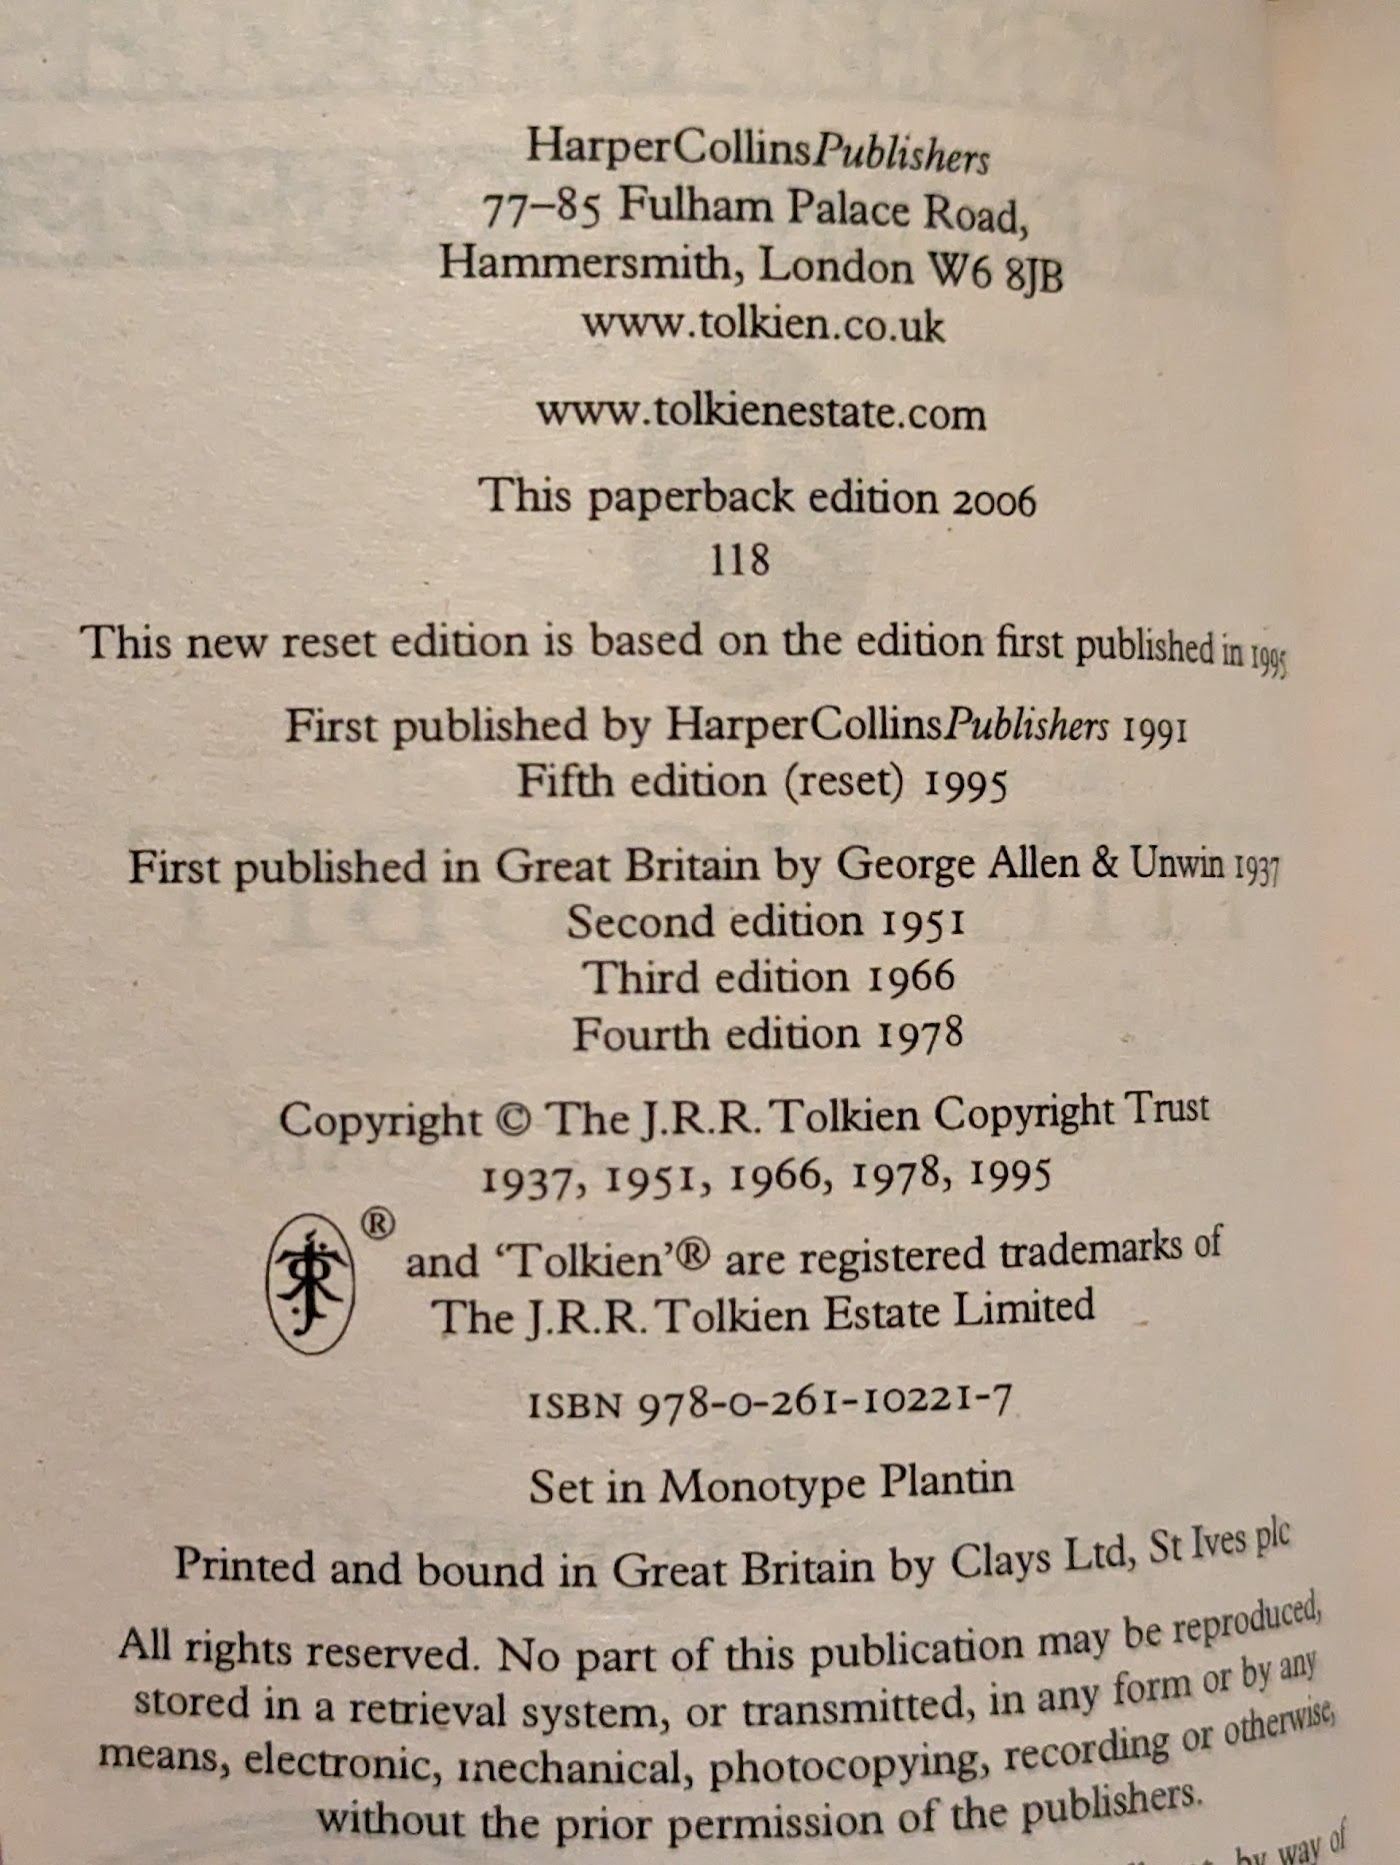 HarperCollinsPublishers
77–85 Fulham Palace Road,
Hammersmith, London W6 8JB
www.tolkien.co.uk
www.tolkienestate.com
This paperback edition 2006
118
This new reset edition is based on the edition first published in 1995
First published by HarperCollinsPublishers 1991
Fifth edition (reset) 1995
First published in Great Britain by George Allen & Unwin 1937
Second edition 1951
Third edition 1966
Fourth edition 1978
Copyright © The J.R.R. Tolkien Copyright Trust
1937, 1951, 1966, 1978, 1995
® and ‘Tolkien’® are registered trademarks of
The J.R.R. Tolkien Estate Limited
ISBN 978-0-261-10221-7
Set in Monotype Plantin
Printed and bound in Great Britain by Clays Ltd, St Ives plc
All rights reserved. No part of this publication may be reproduced,
stored in a retrieval system, or transmitted, in any form or by any
means, electronic, mechanical, photocopying, recording or otherwise,
without the prior permission of the publishers.
by way of